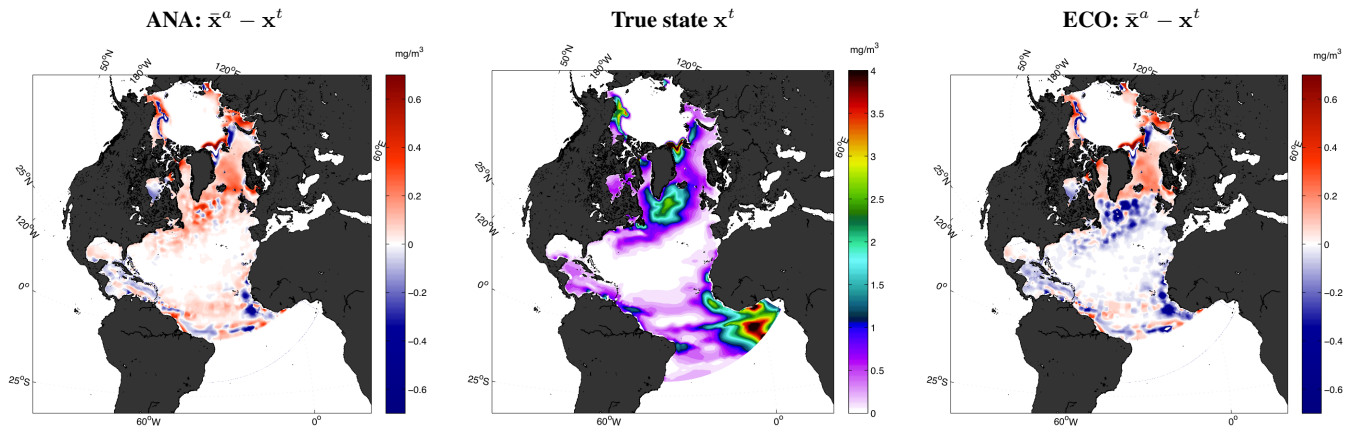 ANA: x̄ᵃ − xᵗ
True state xᵗ
ECO: x̄ᵃ − xᵗ
mg/m³
50°N
180°W
120°E
60°E
25°N
120°W
0°
25°S
60°W
0°
0.6
0.4
0.2
0
−0.2
−0.4
−0.6
mg/m³
50°N
180°W
120°E
60°E
25°N
120°W
0°
25°S
60°W
0°
4
3.5
3
2.5
2
1.5
1
0.5
0
mg/m³
50°N
180°W
120°E
60°E
25°N
120°W
0°
25°S
60°W
0°
0.6
0.4
0.2
0
−0.2
−0.4
−0.6